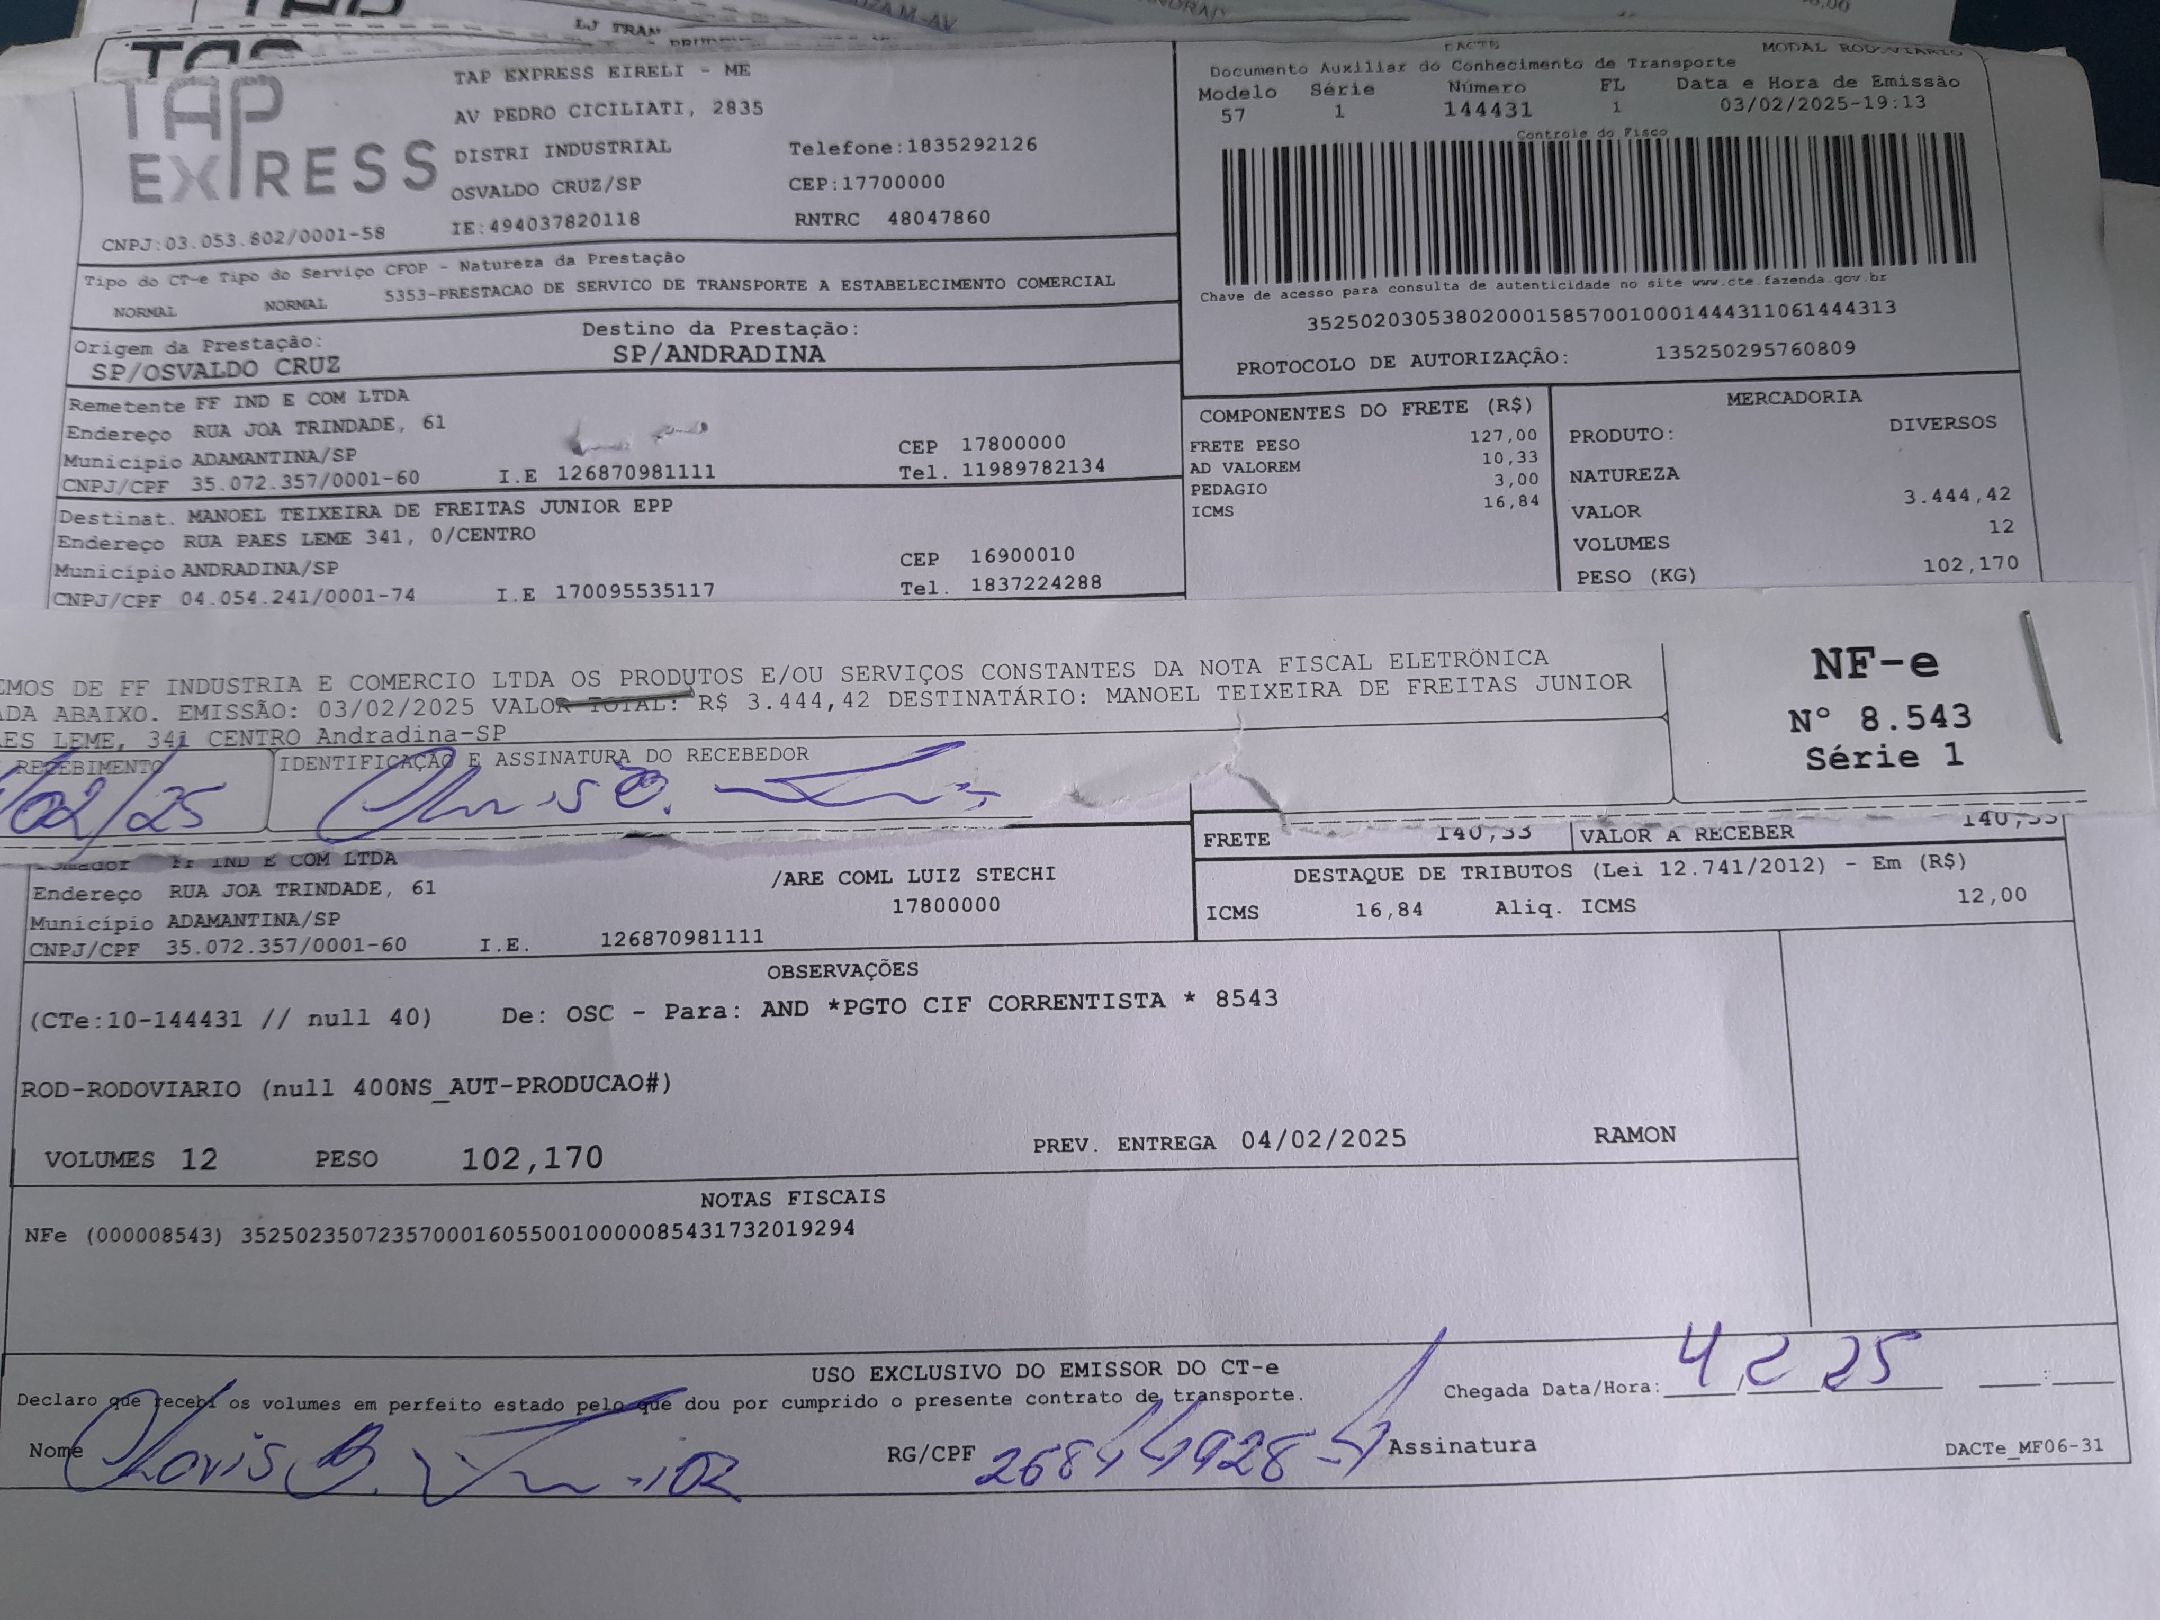 TAP EXPRESS
TAP EXPRESS EIRELI - ME
AV PEDRO CICILIATI, 2835
DISTRI INDUSTRIAL Telefone:1835292126
OSVALDO CRUZ/SP CEP:17700000
IE:494037820118 RNTRC 48047860
CNPJ:03.053.802/0001-58
DACTE MODAL RODOVIARIO
Documento Auxiliar do Conhecimento de Transporte
Modelo Série Número FL Data e Hora de Emissão
57 1 144431 1 03/02/2025-19:13
Controle do Fisco
Chave de acesso para consulta de autenticidade no site www.cte.fazenda.gov.br
35250203053802000158570010001444311061444313
PROTOCOLO DE AUTORIZAÇÃO: 135250295760809
Tipo do CT-e Tipo do Serviço CFOP - Natureza da Prestação
NORMAL NORMAL 5353-PRESTACAO DE SERVICO DE TRANSPORTE A ESTABELECIMENTO COMERCIAL
Origem da Prestação: Destino da Prestação:
SP/OSVALDO CRUZ SP/ANDRADINA
Remetente FF IND E COM LTDA
Endereço RUA JOA TRINDADE, 61
Município ADAMANTINA/SP CEP 17800000
CNPJ/CPF 35.072.357/0001-60 I.E 126870981111 Tel. 11989782134
Destinat. MANOEL TEIXEIRA DE FREITAS JUNIOR EPP
Endereço RUA PAES LEME 341, 0/CENTRO
Município ANDRADINA/SP CEP 16900010
CNPJ/CPF 04.054.241/0001-74 I.E 170095535117 Tel. 1837224288
COMPONENTES DO FRETE (R$)
FRETE PESO 127,00
AD VALOREM 10,33
PEDAGIO 3,00
ICMS 16,84
MERCADORIA
PRODUTO: DIVERSOS
NATUREZA
VALOR 3.444,42
VOLUMES 12
PESO (KG) 102,170
EMOS DE FF INDUSTRIA E COMERCIO LTDA OS PRODUTOS E/OU SERVIÇOS CONSTANTES DA NOTA FISCAL ELETRÔNICA
ADA ABAIXO. EMISSÃO: 03/02/2025 VALOR TOTAL: R$ 3.444,42 DESTINATÁRIO: MANOEL TEIXEIRA DE FREITAS JUNIOR
AES LEME, 341 CENTRO Andradina-SP
RECEBIMENTO IDENTIFICAÇÃO E ASSINATURA DO RECEBEDOR
/02/25
NF-e
Nº 8.543
Série 1
FRETE 140,33 VALOR A RECEBER 140,33
Tomador FF IND E COM LTDA
Endereço RUA JOA TRINDADE, 61 /ARE COML LUIZ STECHI
Município ADAMANTINA/SP 17800000
CNPJ/CPF 35.072.357/0001-60 I.E. 126870981111
DESTAQUE DE TRIBUTOS (Lei 12.741/2012) - Em (R$)
ICMS 16,84 Aliq. ICMS 12,00
OBSERVAÇÕES
(CTe:10-144431 // null 40) De: OSC - Para: AND *PGTO CIF CORRENTISTA * 8543
ROD-RODOVIARIO (null 400NS_AUT-PRODUCAO#)
VOLUMES 12 PESO 102,170 PREV. ENTREGA 04/02/2025 RAMON
NOTAS FISCAIS
NFe (000008543) 35250235072357000160550010000085431732019294
USO EXCLUSIVO DO EMISSOR DO CT-e
Declaro que recebi os volumes em perfeito estado pelo que dou por cumprido o presente contrato de transporte.
Chegada Data/Hora: 4 / 2 25 :
Nome RG/CPF Assinatura
DACTe_MF06-31